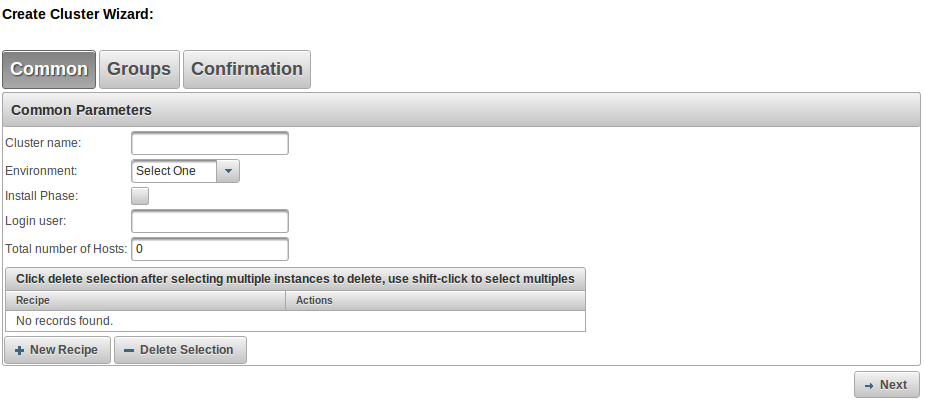 Create Cluster Wizard:
Common Groups Confirmation
Common Parameters
Cluster name:
Environment: Select One
Install Phase:
Login user:
Total number of Hosts: 0
Click delete selection after selecting multiple instances to delete, use shift-click to select multiples
Recipe Actions
No records found.
New Recipe Delete Selection
Next